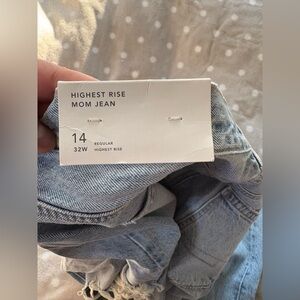 HIGHEST RISE
MOM JEAN
14
REGULAR
32W
HIGHEST RISE